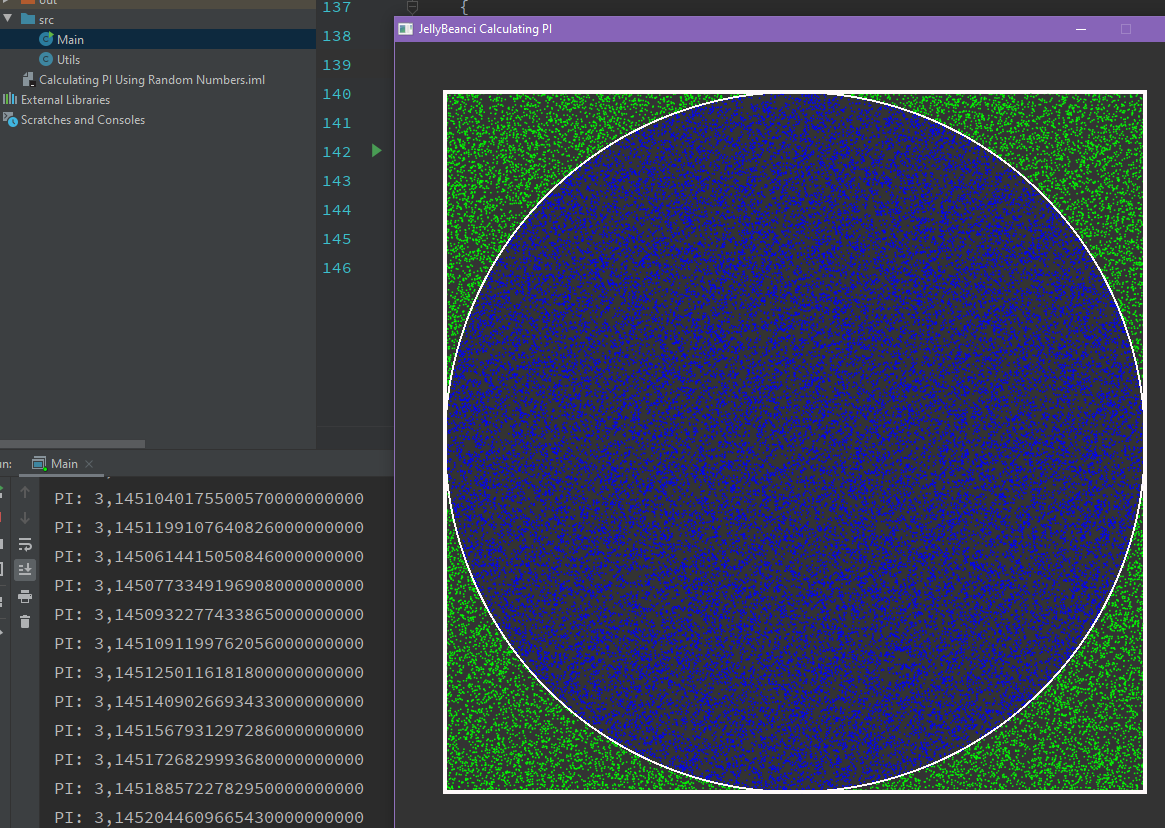 out
src
Main
Utils
Calculating PI Using Random Numbers.iml
External Libraries
Scratches and Consoles
137 {
138
139
140
141
142
143
144
145
146
JellyBeanci Calculating PI
Main
PI: 3,1451040175500570000000000
PI: 3,1451199107640826000000000
PI: 3,1450614415050846000000000
PI: 3,1450773349196908000000000
PI: 3,1450932277433865000000000
PI: 3,1451091199762056000000000
PI: 3,1451250116181800000000000
PI: 3,1451409026693433000000000
PI: 3,1451567931297286000000000
PI: 3,1451726829993680000000000
PI: 3,1451885722782950000000000
PI: 3,1452044609665430000000000